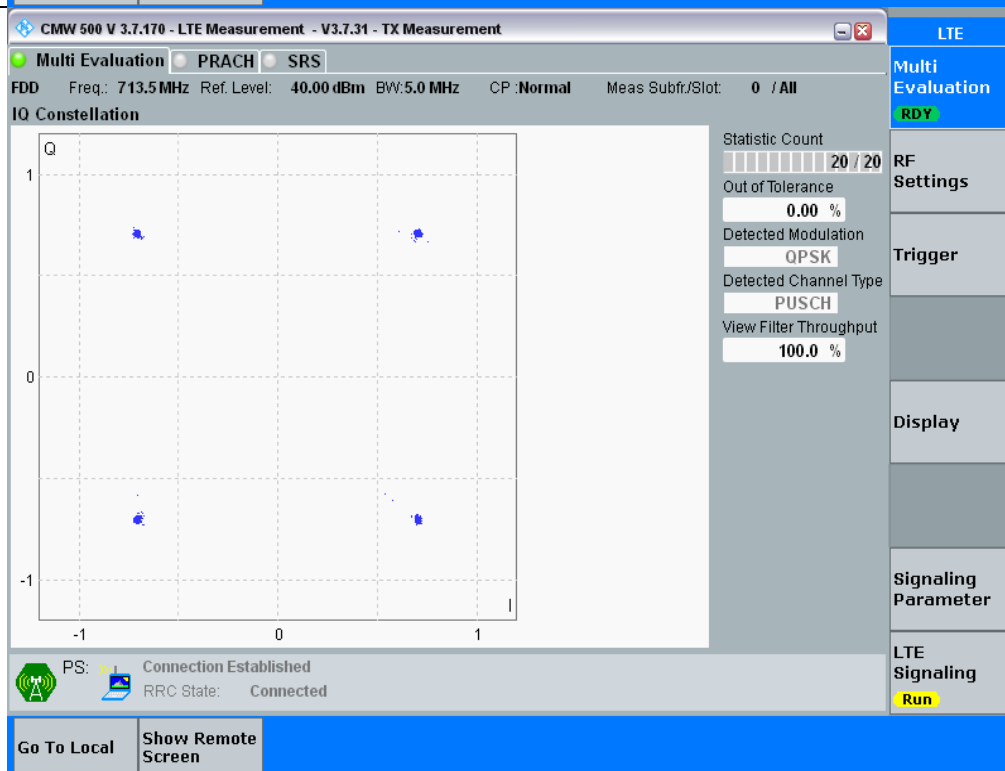 CMW 500 V 3.7.170 - LTE Measurement - V3.7.31 - TX Measurement
LTE
Multi Evaluation PRACH SRS
FDD Freq.: 713.5 MHz Ref. Level: 40.00 dBm BW:5.0 MHz CP :Normal Meas Subfr./Slot: 0 / All
IQ Constellation
Q
1
0
-1
-1 0 1
I
Statistic Count
20 / 20
Out of Tolerance
0.00 %
Detected Modulation
QPSK
Detected Channel Type
PUSCH
View Filter Throughput
100.0 %
Multi
Evaluation
RDY
RF
Settings
Trigger
Display
Signaling
Parameter
LTE
Signaling
Run
PS: Connection Established
RRC State: Connected
Go To Local
Show Remote
Screen